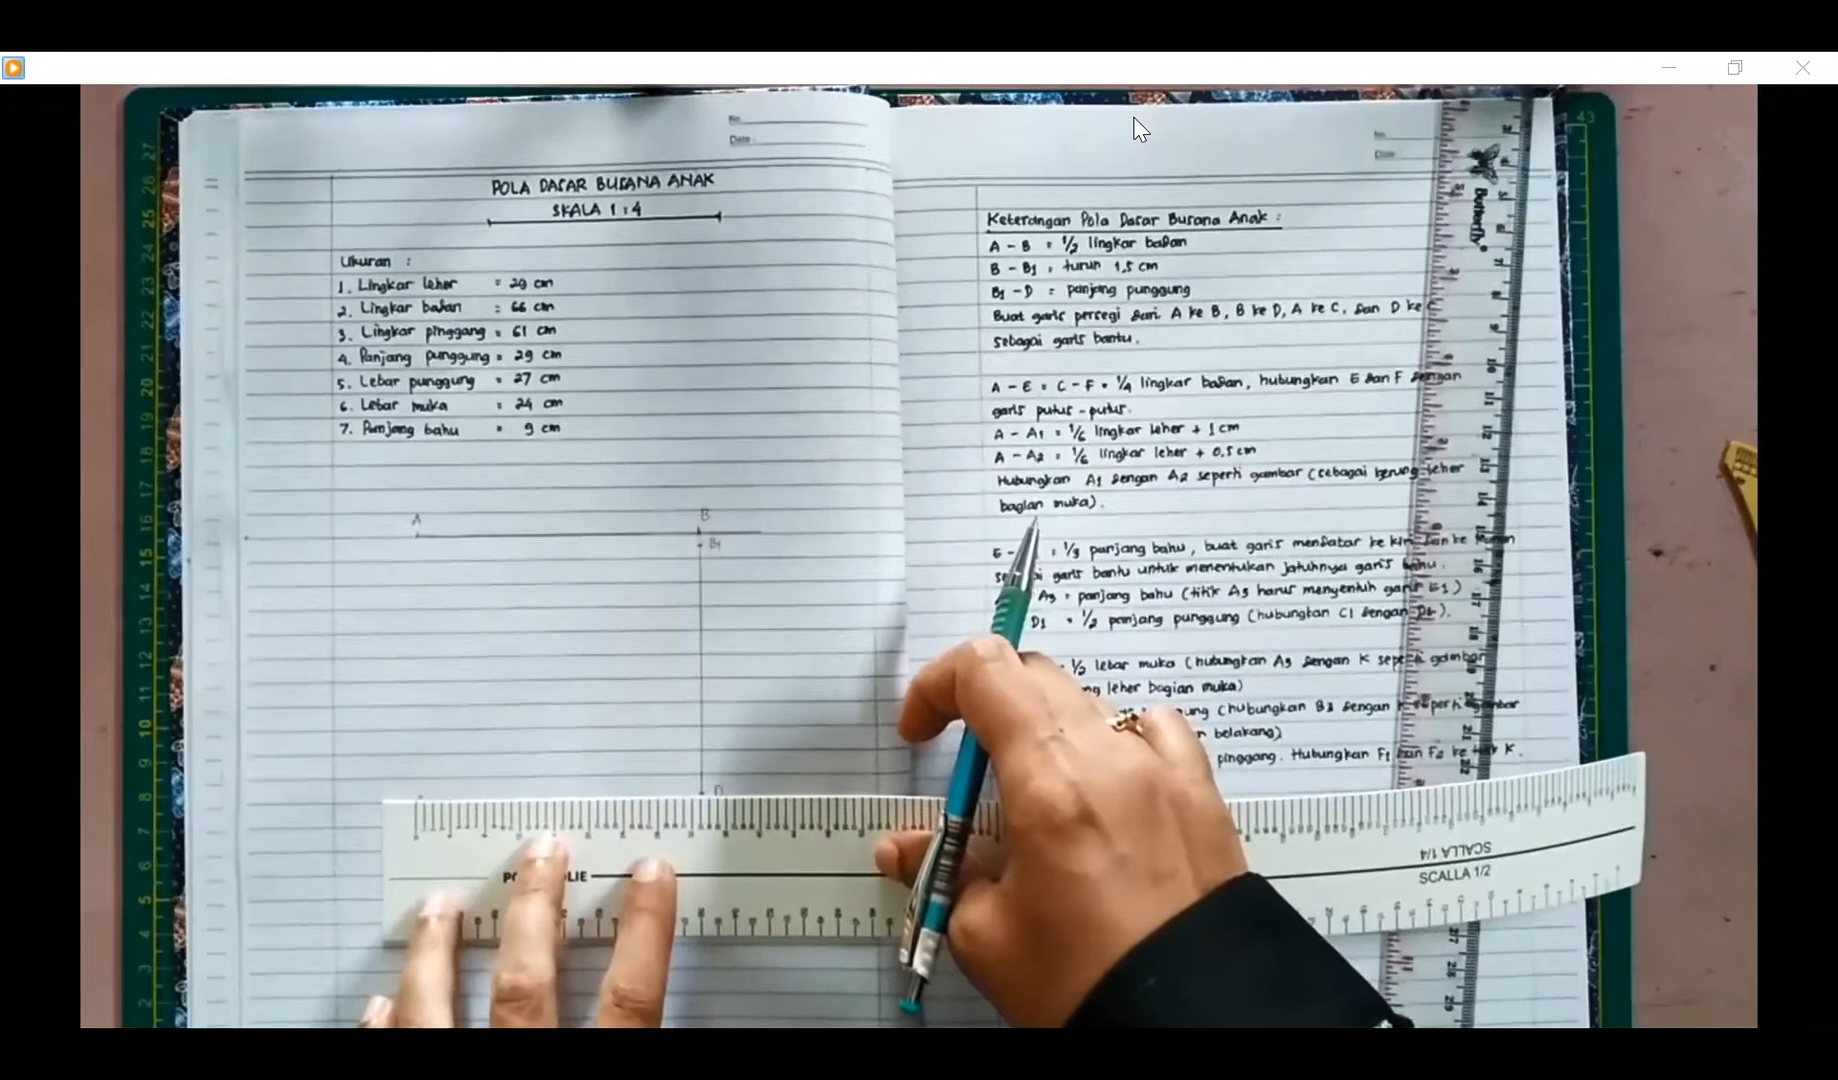 No
Date:
POLA DASAR BUSANA ANAK
SKALA 1 : 4
Ukuran :
1. Lingkar leher = 29 cm
2. Lingkar badan = 66 cm
3. Lingkar pinggang = 61 cm
4. Panjang punggung = 29 cm
5. Lebar punggung = 27 cm
6. Lebar muka = 24 cm
7. Panjang bahu = 9 cm
A B
B1
D
No
Date
Keterangan Pola Dasar Busana Anak :
A - B = 1/2 lingkar badan
B - B1 = turun 1,5 cm
B1 - D = panjang punggung
Buat garis persegi dari A ke B, B ke D, A ke C, dan D ke C
sebagai garis bantu.
A - E = C - F = 1/4 lingkar badan, hubungkan E dan F dengan
garis putus - putus.
A - A1 = 1/6 lingkar leher + 1 cm
A - A2 = 1/6 lingkar leher + 0,5 cm
Hubungkan A1 dengan A2 seperti gambar (sebagai kerung leher
bagian muka).
E - = 1/3 panjang bahu, buat garis mendatar ke kiri dan ke kanan
garis bantu untuk menentukan jatuhnya garis bahu.
A3 = panjang bahu (titik A3 harus menyentuh garis E1)
D1 = 1/2 panjang punggung (hubungkan C1 dengan D1).
1/2 lebar muka (hubungkan A3 dengan K seperti gambar
leher bagian muka)
(hubungkan B3 dengan K seperti gambar
belakang)
pinggang. Hubungkan F1 dan F2 ke titik K.
Butterfly
SCALLA 1/4
SCALLA 1/2